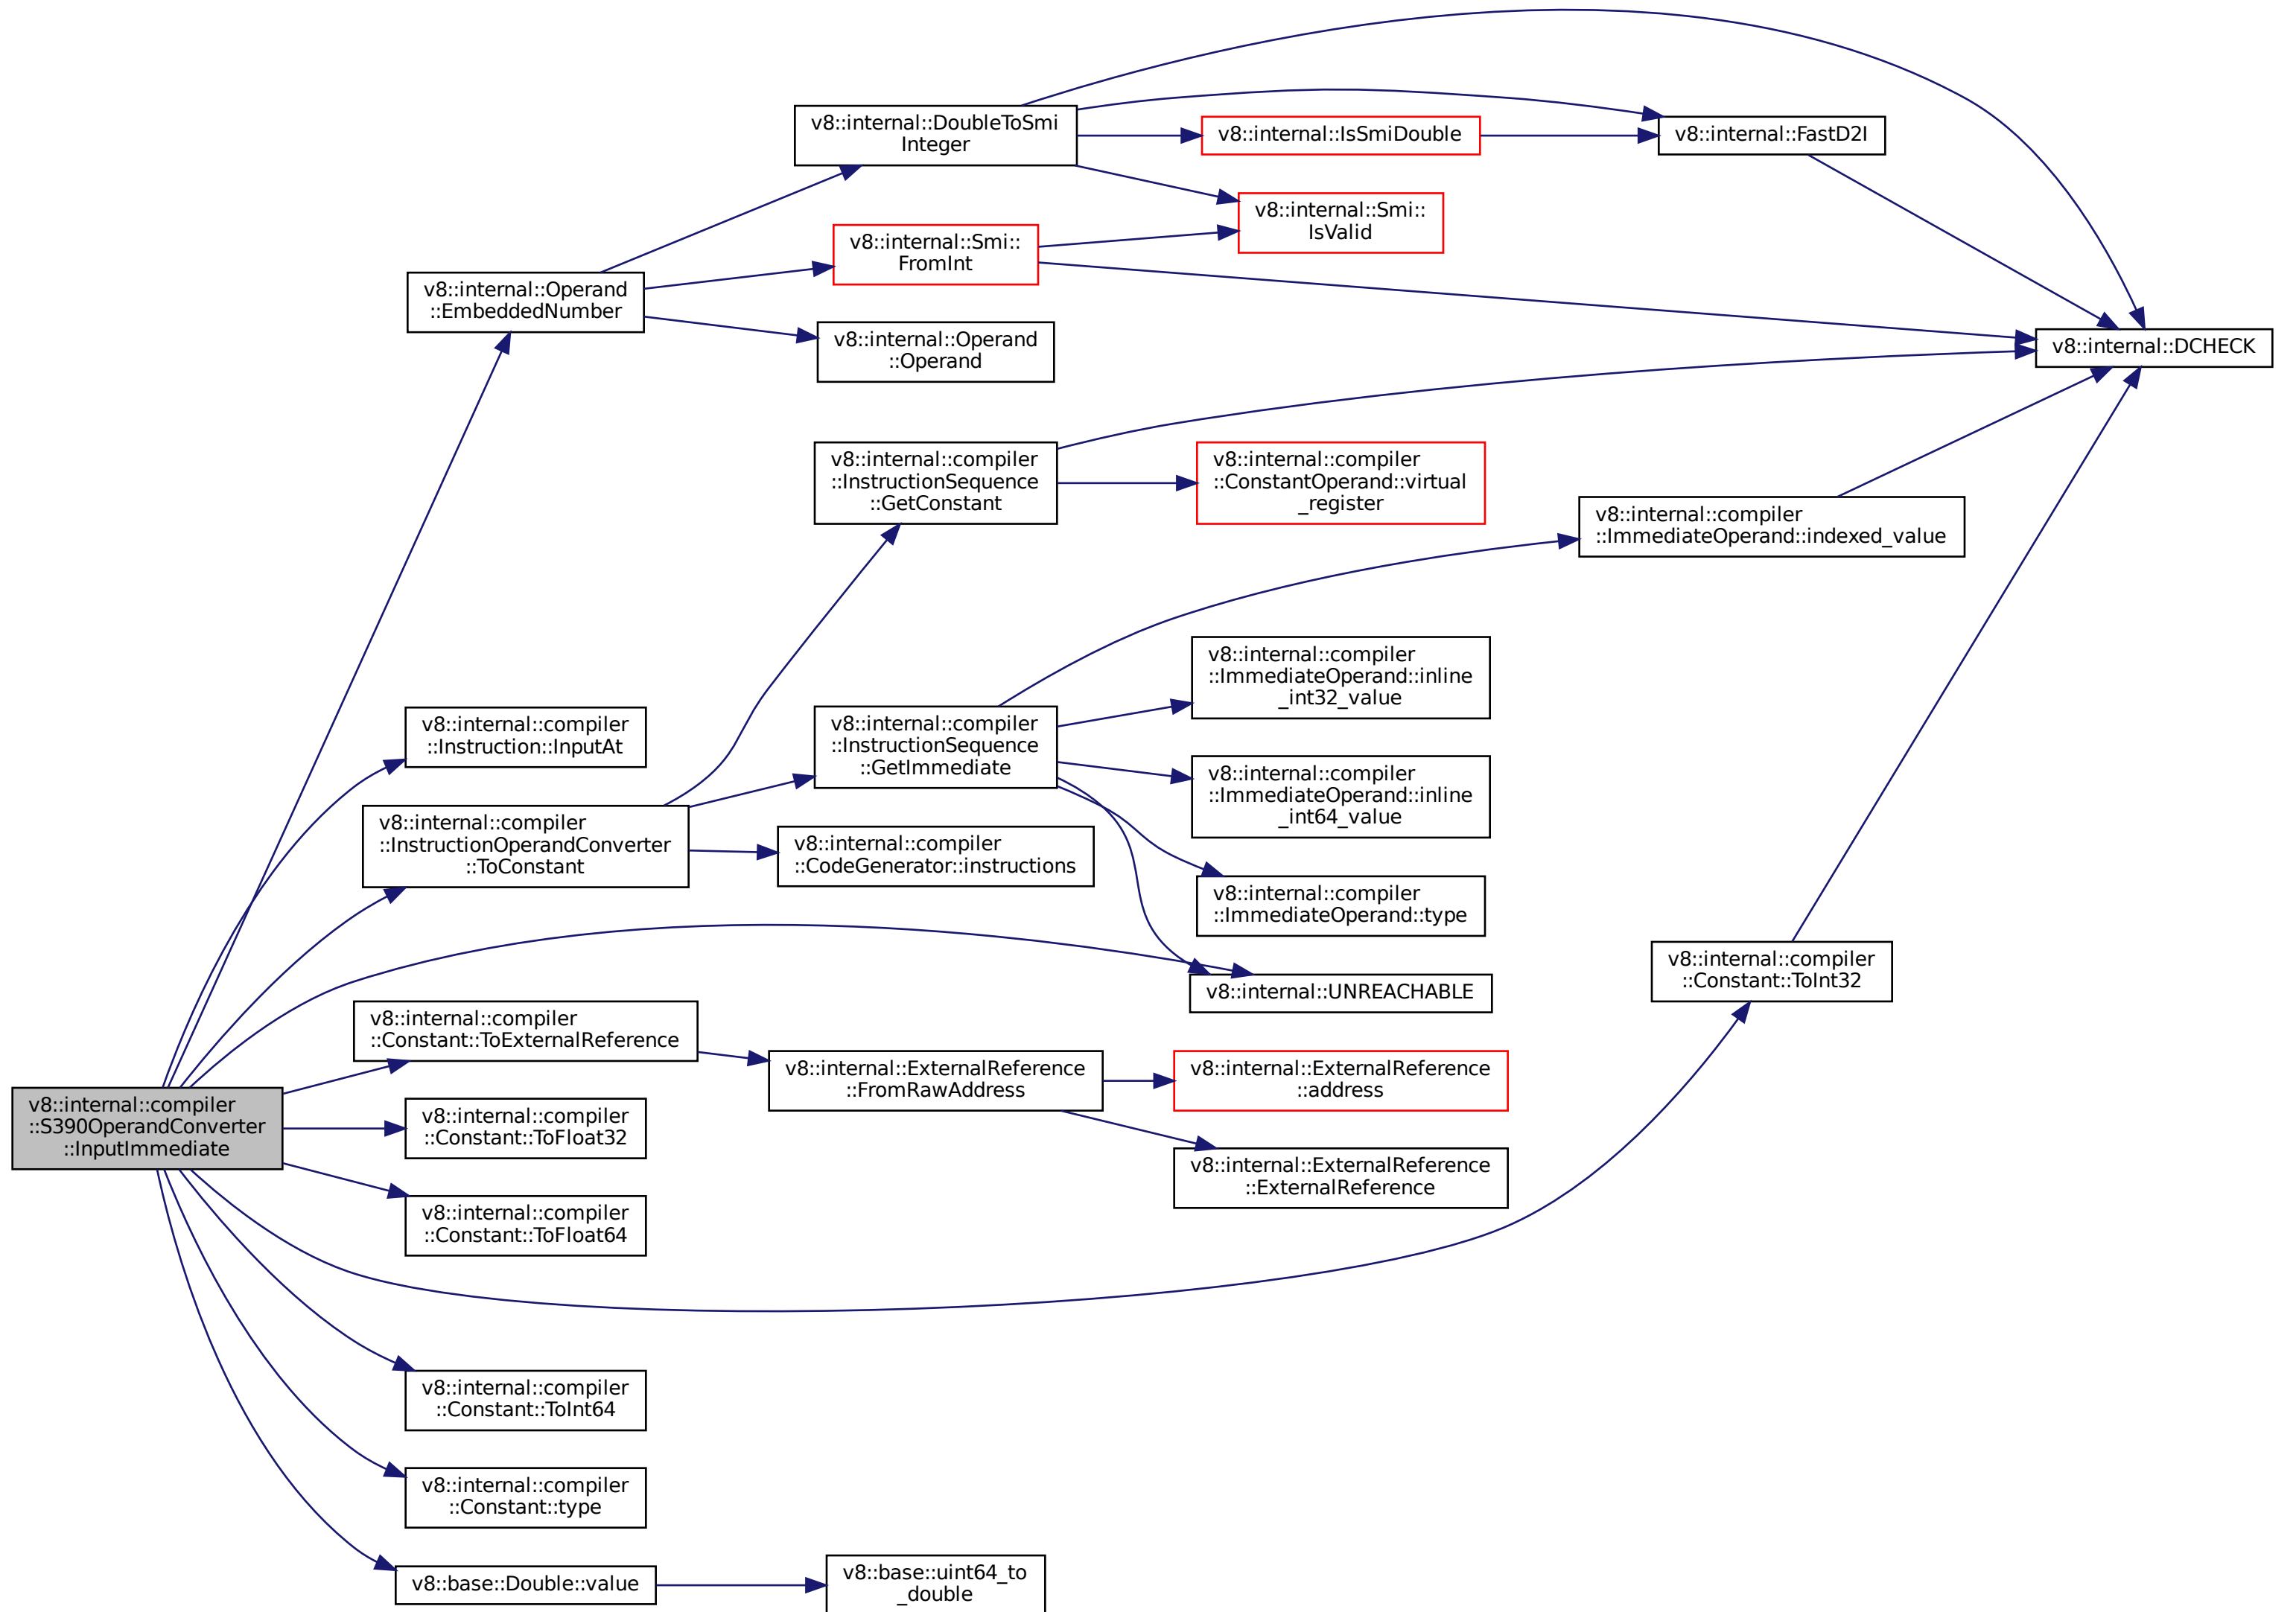 v8::internal::DoubleToSmi
Integer
v8::internal::IsSmiDouble
v8::internal::FastD2I
v8::internal::Smi::
IsValid
v8::internal::Smi::
FromInt
v8::internal::Operand
::EmbeddedNumber
v8::internal::Operand
::Operand
v8::internal::DCHECK
v8::internal::compiler
::InstructionSequence
::GetConstant
v8::internal::compiler
::ConstantOperand::virtual
_register
v8::internal::compiler
::ImmediateOperand::indexed_value
v8::internal::compiler
::ImmediateOperand::inline
_int32_value
v8::internal::compiler
::Instruction::InputAt
v8::internal::compiler
::InstructionSequence
::GetImmediate
v8::internal::compiler
::ImmediateOperand::inline
_int64_value
v8::internal::compiler
::InstructionOperandConverter
::ToConstant
v8::internal::compiler
::CodeGenerator::instructions
v8::internal::compiler
::ImmediateOperand::type
v8::internal::UNREACHABLE
v8::internal::compiler
::Constant::ToInt32
v8::internal::compiler
::Constant::ToExternalReference
v8::internal::ExternalReference
::FromRawAddress
v8::internal::ExternalReference
::address
v8::internal::compiler
::S390OperandConverter
::InputImmediate
v8::internal::compiler
::Constant::ToFloat32
v8::internal::ExternalReference
::ExternalReference
v8::internal::compiler
::Constant::ToFloat64
v8::internal::compiler
::Constant::ToInt64
v8::internal::compiler
::Constant::type
v8::base::Double::value
v8::base::uint64_to
_double